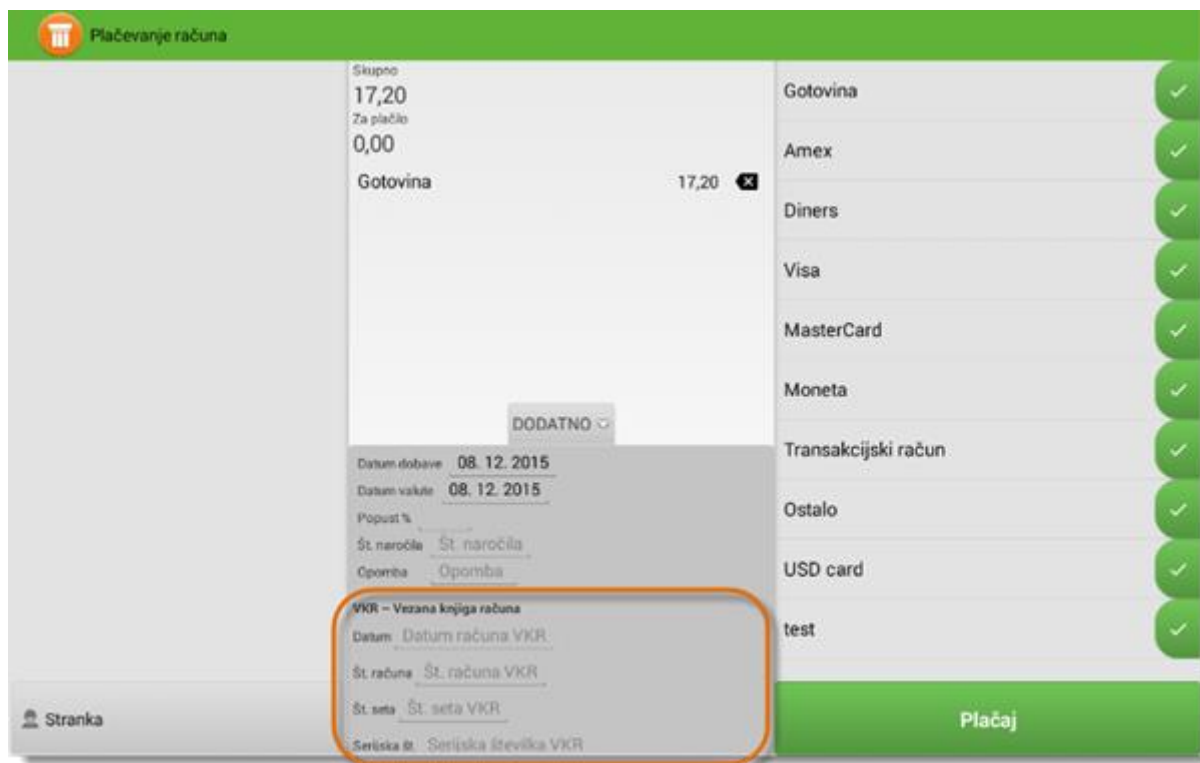 Plačevanje računa
Skupno
17,20
Za plačilo
0,00
Gotovina 17,20
DODATNO
Datum dobave 08. 12. 2015
Datum valute 08. 12. 2015
Popust %
Št. naročila Št. naročila
Opomba Opomba
VKR – Vezana knjiga računa
Datum Datum računa VKR
Št. računa Št. računa VKR
Št. seta Št. seta VKR
Serijska št. Serijska številka VKR
Gotovina
Amex
Diners
Visa
MasterCard
Moneta
Transakcijski račun
Ostalo
USD card
test
Stranka
Plačaj